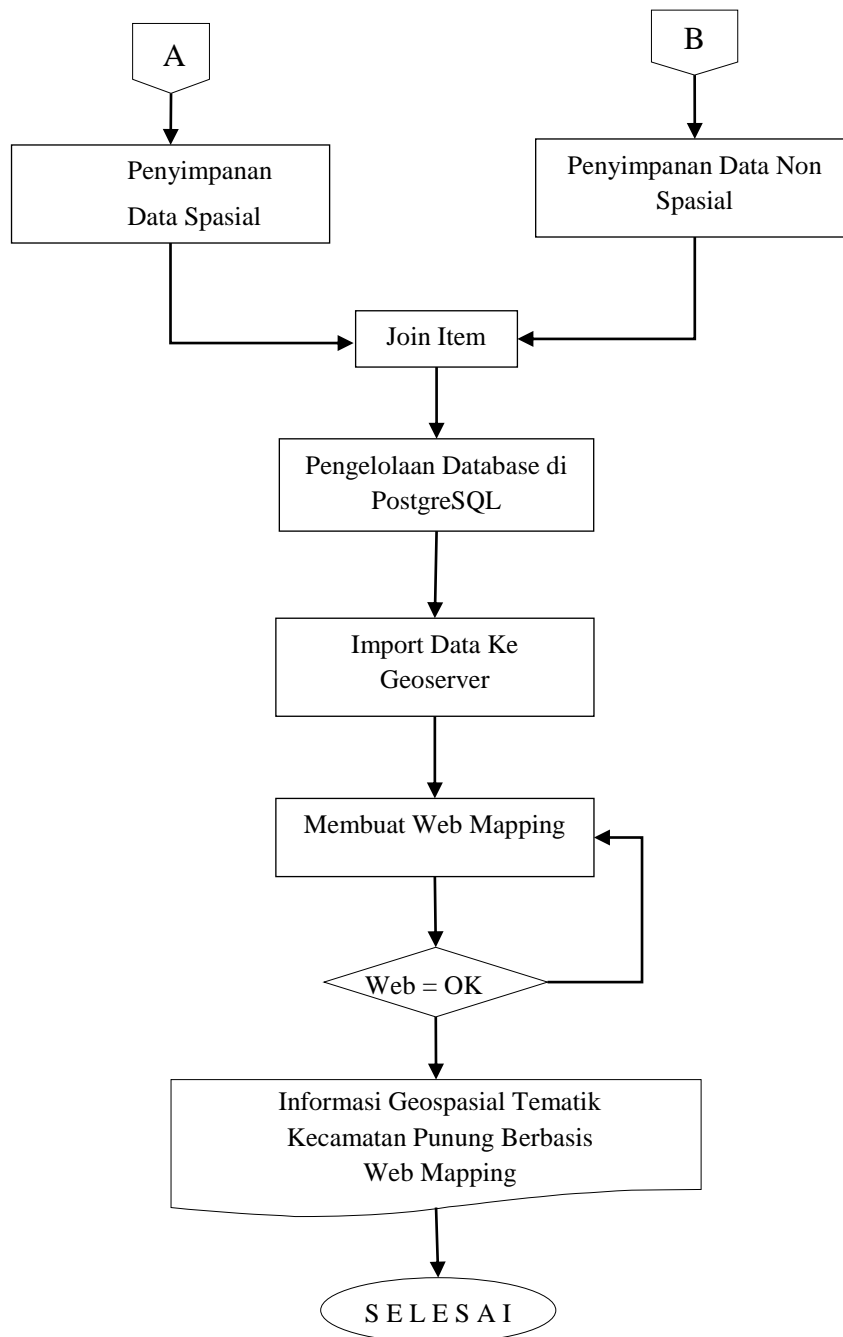 A
B
Penyimpanan
Data Spasial
Penyimpanan Data Non
Spasial
Join Item
Pengelolaan Database di
PostgreSQL
Import Data Ke
Geoserver
Membuat Web Mapping
Web = OK
Informasi Geospasial Tematik
Kecamatan Punung Berbasis
Web Mapping
S E L E S A I